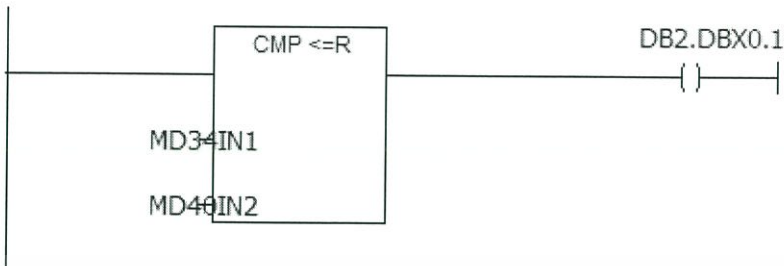 CMP <=R
DB2.DBX0.1
( )
MD34IN1
MD40IN2